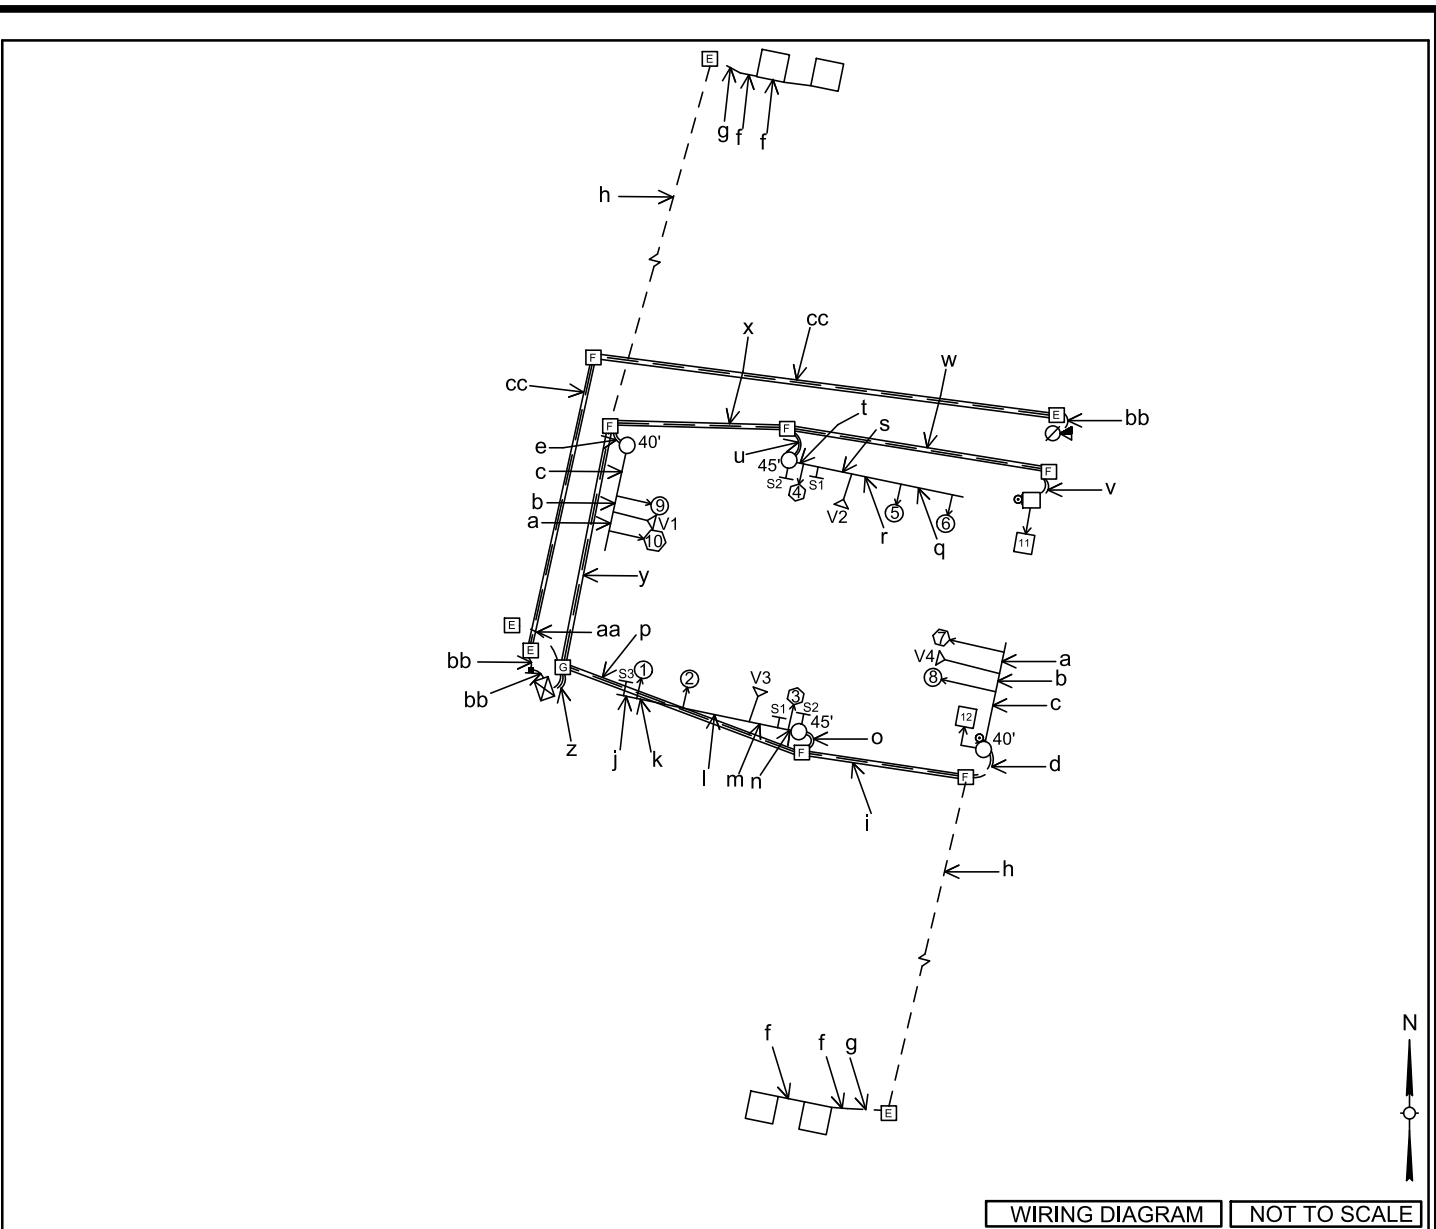 E
g f f
h
x
cc
F
w
cc
E
bb
t
s
F
F
e
40'
u
45'
F
c
S2
4
S1
v
b
9
V2
5
6
a
V1
r
q
10
11
y
E
aa
p
7
a
E
V4
bb
G
S3
1
V3
8
b
2
3
c
bb
S1
S2
12
45'
40'
z
o
j
k
F
d
l
m
n
F
i
h
N
f
f
g
E
WIRING DIAGRAM
NOT TO SCALE